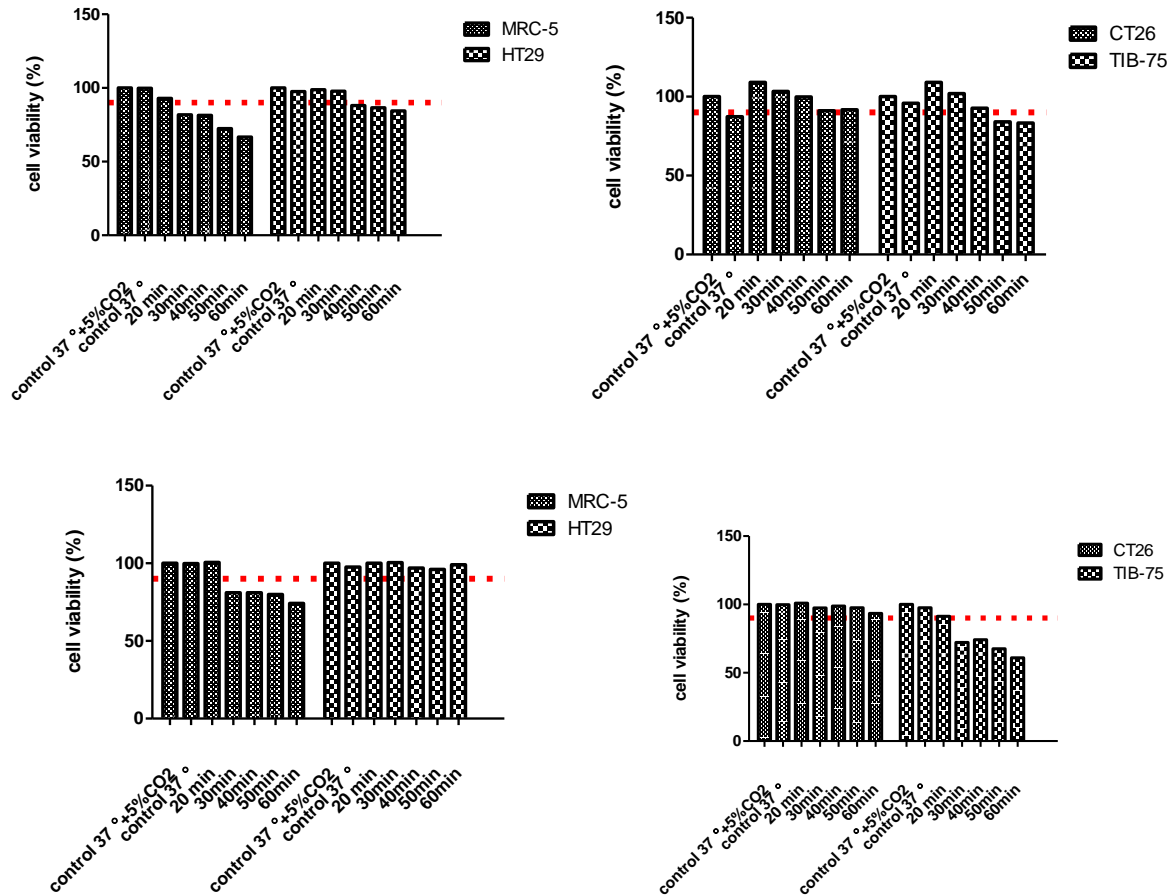 150
100
50
0
cell viability (%)
MRC-5
HT29
control 37 °+5%CO2
control 37 °
20 min
30min
40min
50min
60min
control 37 °+5%CO2
control 37 °
20 min
30min
40min
50min
60min
150
100
50
0
cell viability (%)
CT26
TIB-75
control 37 °+5%CO2
control 37 °
20 min
30min
40min
50min
60min
control 37 °+5%CO2
control 37 °
20 min
30min
40min
50min
60min
150
100
50
0
cell viability (%)
MRC-5
HT29
control 37 °+5%CO2
control 37 °
20 min
30min
40min
50min
60min
control 37 °+5%CO2
control 37 °
20 min
30min
40min
50min
60min
150
100
50
0
cell viability (%)
CT26
TIB-75
control 37 °+5%CO2
control 37 °
20 min
30min
40min
50min
60min
control 37 °+5%CO2
control 37 °
20 min
30min
40min
50min
60min